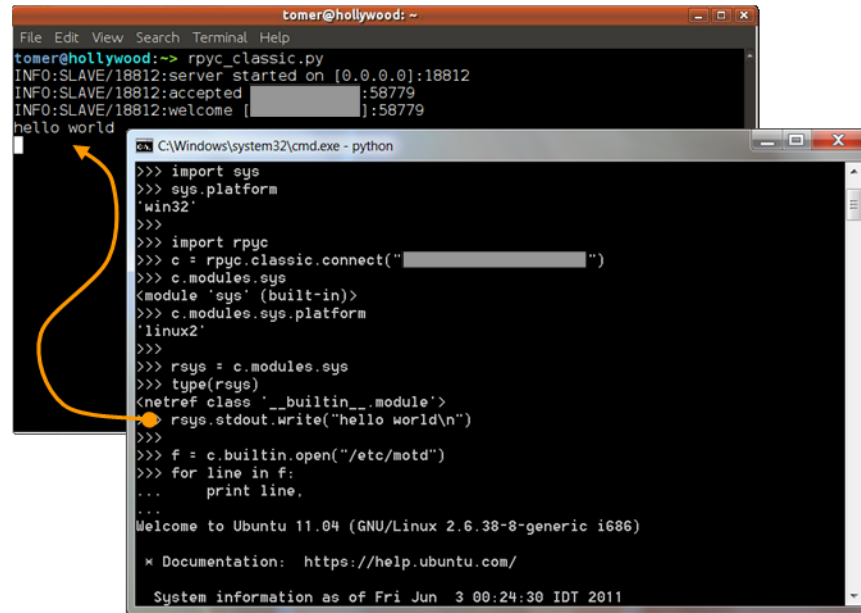 tomer@hollywood: ~
File Edit View Search Terminal Help
tomer@hollywood:~> rpyc_classic.py
INFO:SLAVE/18812:server started on [0.0.0.0]:18812
INFO:SLAVE/18812:accepted :58779
INFO:SLAVE/18812:welcome [ ]:58779
hello world
C:\Windows\system32\cmd.exe - python
>>> import sys
>>> sys.platform
'win32'
>>>
>>> import rpyc
>>> c = rpyc.classic.connect(" ")
>>> c.modules.sys
<module 'sys' (built-in)>
>>> c.modules.sys.platform
'linux2'
>>>
>>> rsys = c.modules.sys
>>> type(rsys)
<netref class '__builtin__.module'>
>>> rsys.stdout.write("hello world\n")
>>>
>>> f = c.builtin.open("/etc/motd")
>>> for line in f:
...     print line,
...
Welcome to Ubuntu 11.04 (GNU/Linux 2.6.38-8-generic i686)
* Documentation:  https://help.ubuntu.com/
System information as of Fri Jun  3 00:24:30 IDT 2011